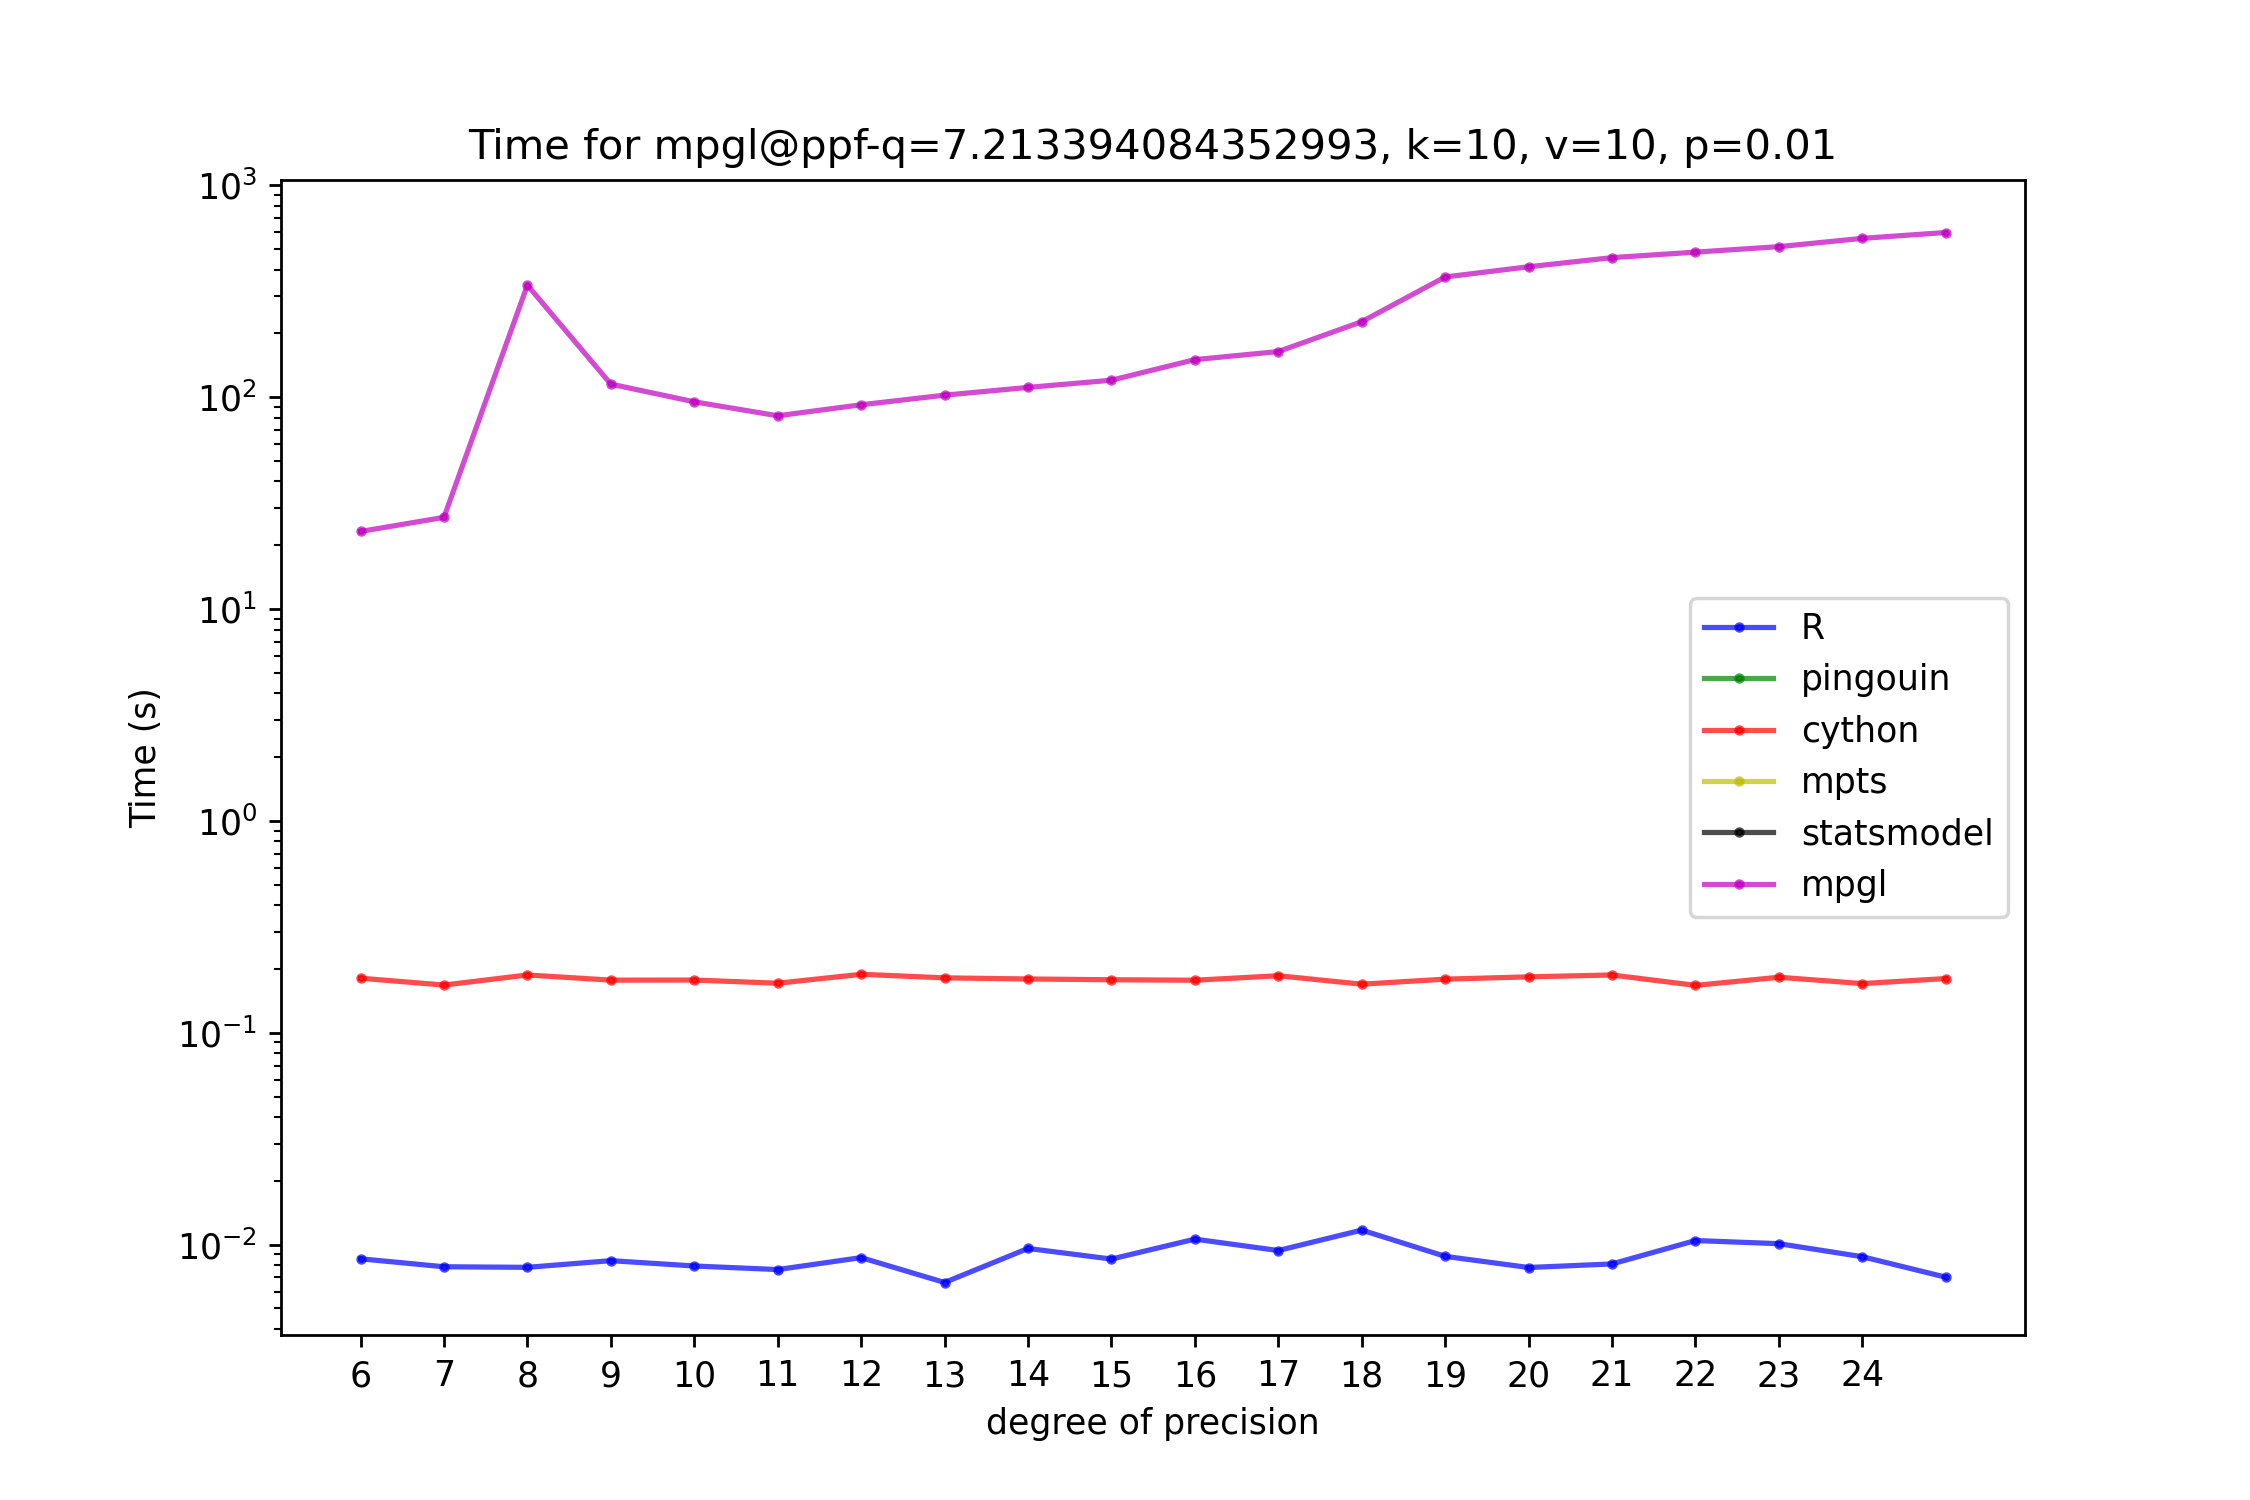 Time for mpgl@ppf-q=7.213394084352993, k=10, v=10, p=0.01
10³
10²
10¹
10⁰
10⁻¹
10⁻²
Time (s)
R
pingouin
cython
mpts
statsmodel
mpgl
6 7 8 9 10 11 12 13 14 15 16 17 18 19 20 21 22 23 24
degree of precision